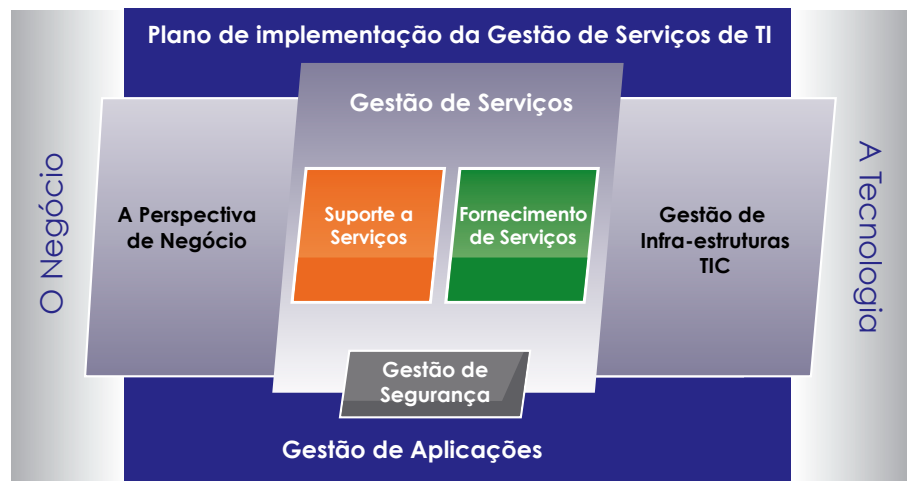 Plano de implementação da Gestão de Serviços de TI
Gestão de Serviços
O Negócio
A Perspectiva
de Negócio
Suporte a
Serviços
Fornecimento
de Serviços
Gestão de
Infra-estruturas
TIC
A Tecnologia
Gestão de
Segurança
Gestão de Aplicações